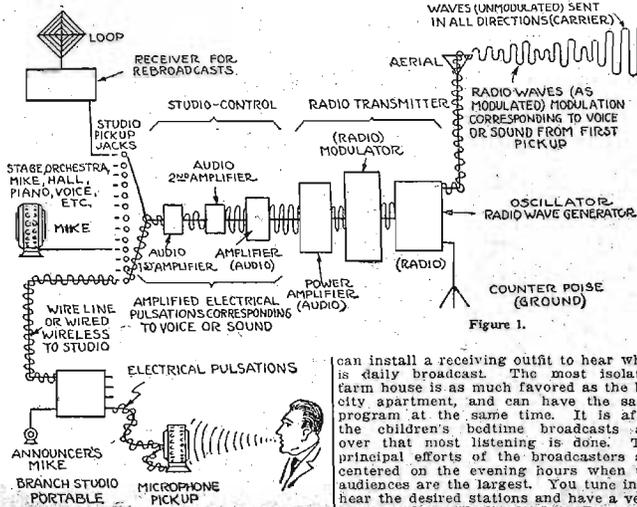 LOOP
RECEIVER FOR
REBROADCASTS.
STUDIO
PICKUP
JACKS
STAGE, ORCHESTRA,
MIKE, HALL,
PIANO, VOICE,
ETC.
MIKE
STUDIO-CONTROL
AUDIO
2ND AMPLIFIER
AUDIO
1ST AMPLIFIER
AMPLIFIER
(AUDIO)
AMPLIFIED ELECTRICAL
PULSATIONS CORRESPONDING
TO VOICE OR SOUND
RADIO TRANSMITTER
(RADIO)
MODULATOR
POWER
AMPLIFIER
(AUDIO)
(RADIO)
AERIAL
WAVES (UNMODULATED) SENT
IN ALL DIRECTIONS (CARRIER)
RADIO WAVES (AS
MODULATED) MODULATION
CORRESPONDING TO VOICE
OR SOUND FROM FIRST
PICKUP
OSCILLATOR
RADIO WAVE GENERATOR
COUNTER POISE
(GROUND)
Figure 1.
WIRE LINE
OR WIRED
WIRELESS
TO STUDIO
ELECTRICAL PULSATIONS
ANNOUNCER'S
MIKE
BRANCH STUDIO
PORTABLE
MICROPHONE
PICKUP
can install a receiving outfit to hear
is daily broadcast. The most
farm house is as much favored as the
city apartment, and can have the
program at the same time. It is
the children's bedtime broadcasts
over that most listening is done.
principal efforts of the broadcasters
centered on the evening hours when
audiences are the largest. You tune in
hear the desired stations and have a